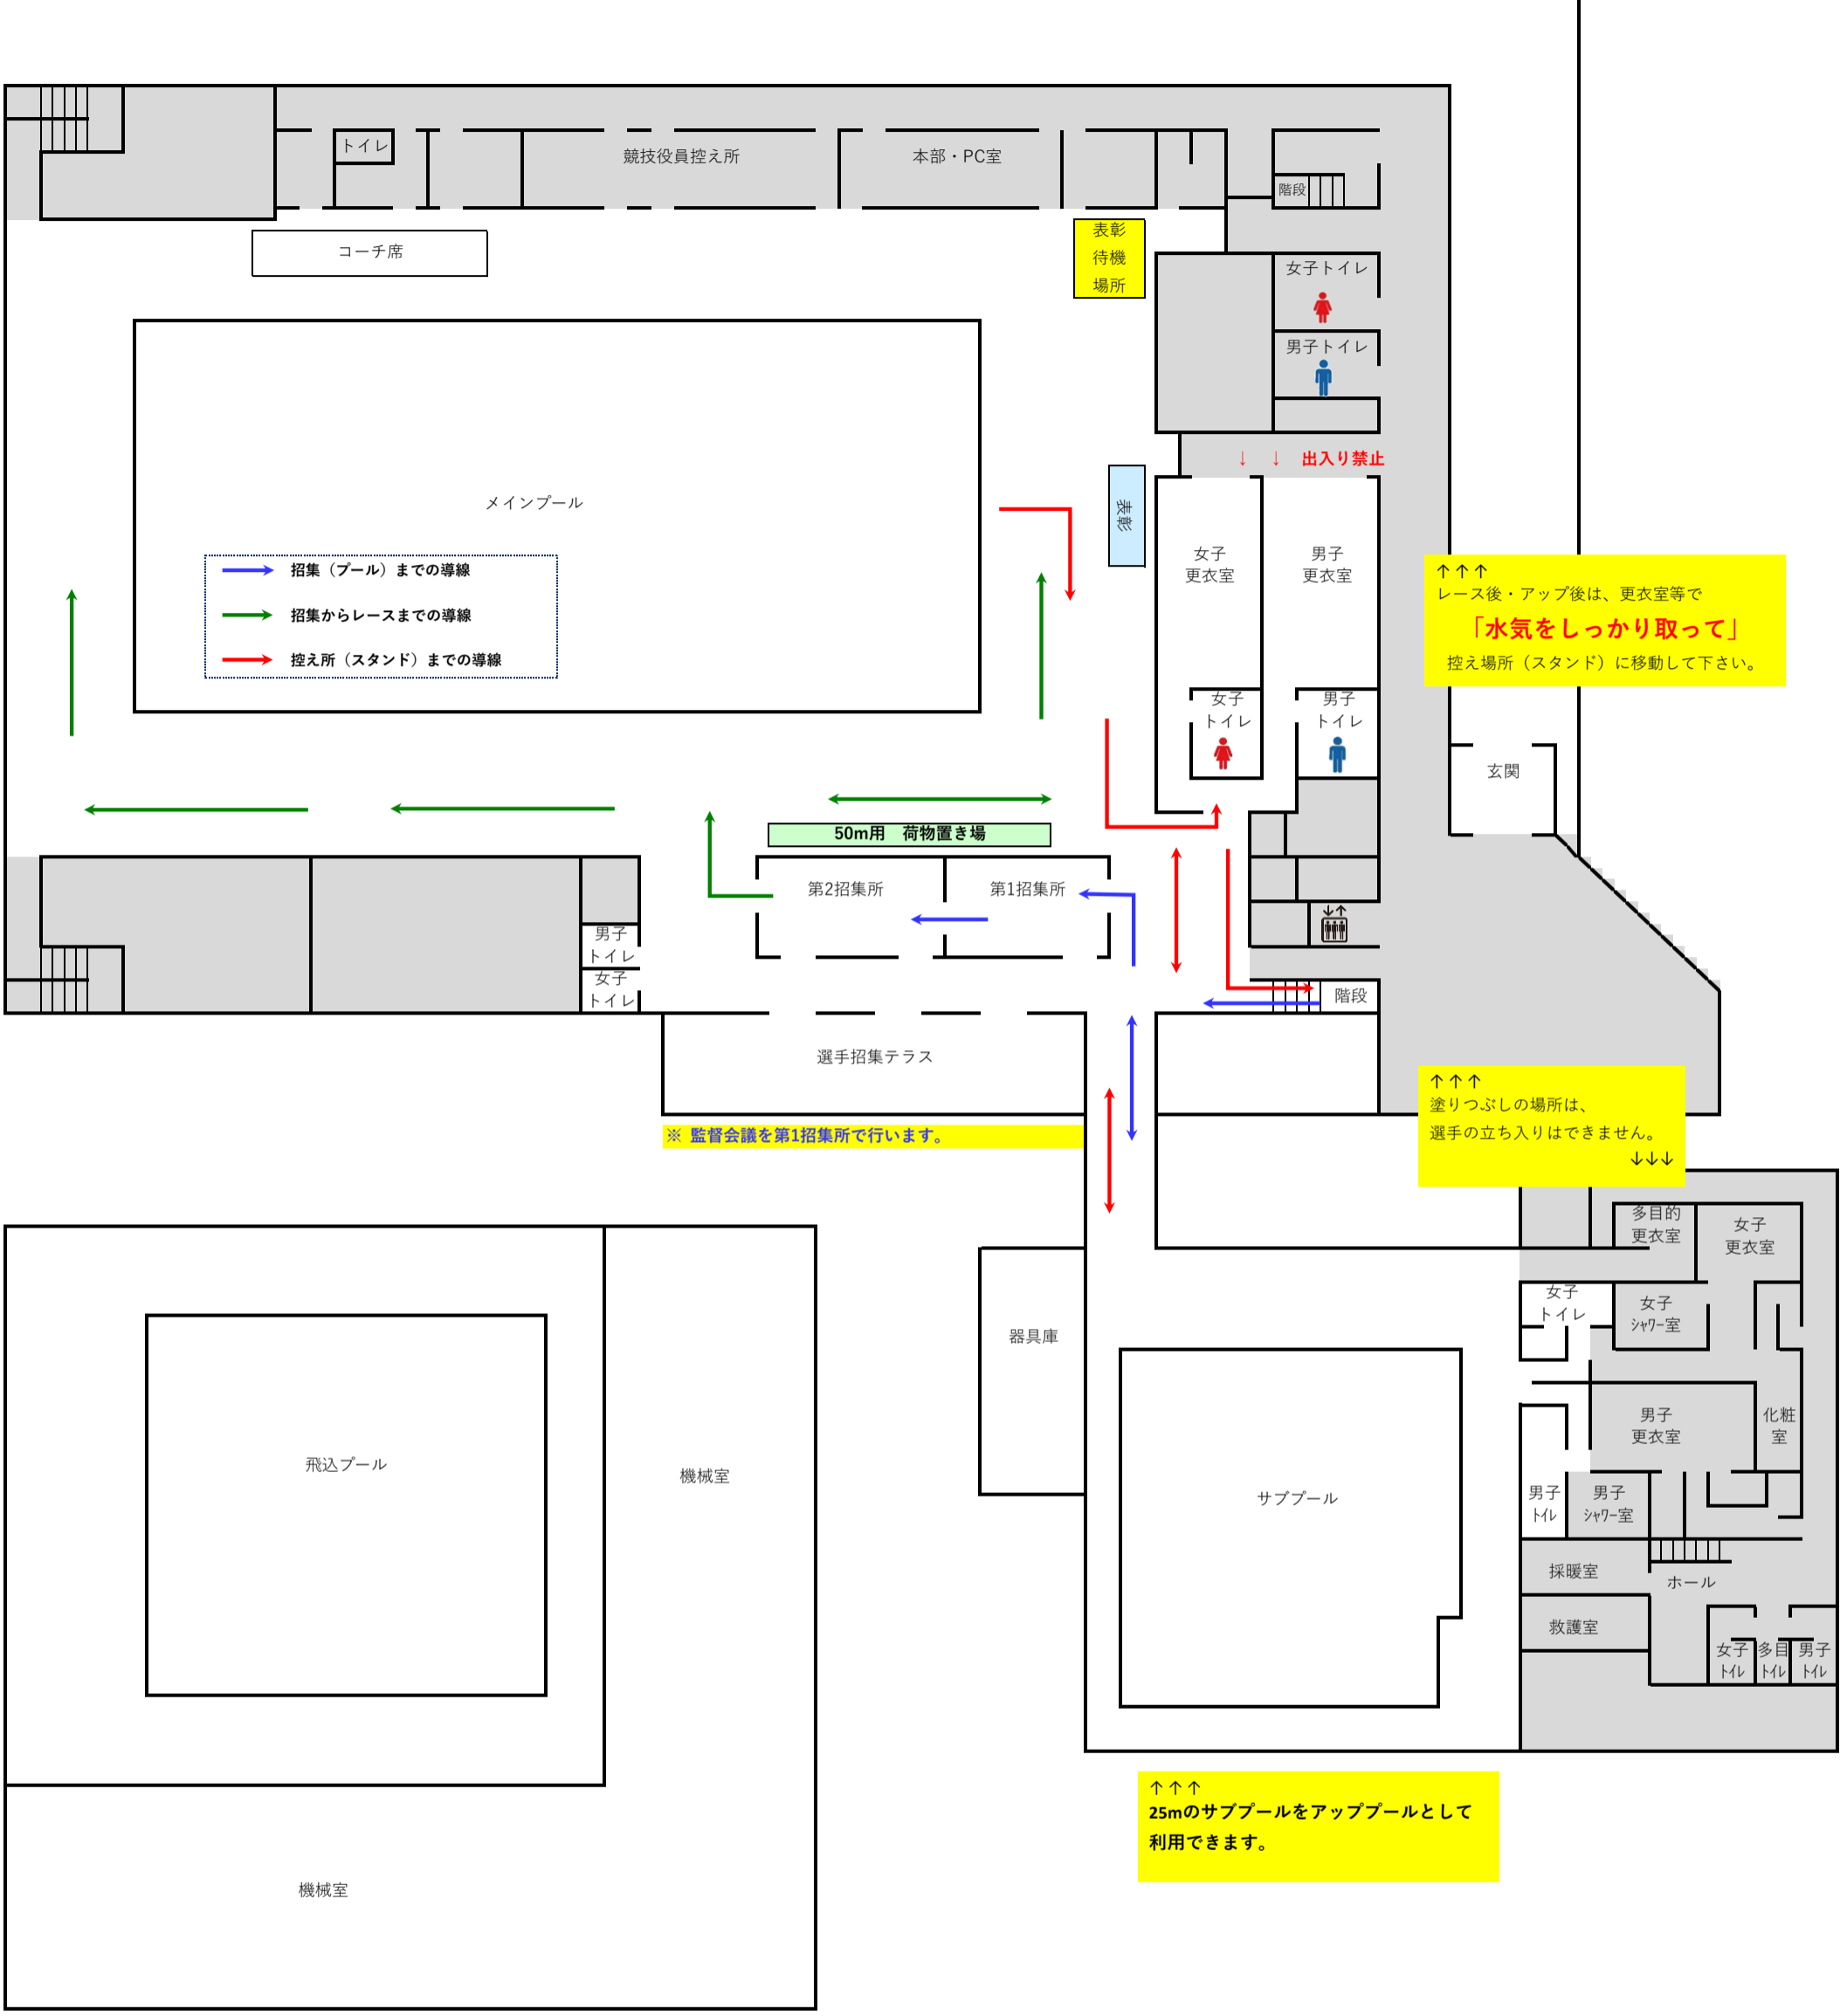 トイレ
競技役員控え所
本部・PC室
階段
コーチ席
表彰
待機
場所
女子トイレ
男子トイレ
↓ ↓ 出入り禁止
メインプール
表彰
女子
更衣室
男子
更衣室
招集（プール）までの導線
招集からレースまでの導線
控え所（スタンド）までの導線
↑↑↑
レース後・アップ後は、更衣室等で
「水気をしっかり取って」
控え場所（スタンド）に移動して下さい。
女子
トイレ
男子
トイレ
玄関
50m用 荷物置き場
第2招集所
第1招集所
男子
トイレ
女子
トイレ
階段
選手招集テラス
↑↑↑
塗りつぶしの場所は、
選手の立ち入りはできません。
↓↓↓
※ 監督会議を第1招集所で行います。
多目的
更衣室
女子
更衣室
女子
トイレ
女子
ｼｬﾜｰ室
器具庫
男子
更衣室
化粧
室
飛込プール
機械室
サブプール
男子
ﾄｲﾚ
男子
ｼｬﾜｰ室
採暖室
ホール
救護室
女子
ﾄｲﾚ
多目
ﾄｲﾚ
男子
ﾄｲﾚ
↑↑↑
25mのサブプールをアッププールとして
利用できます。
機械室